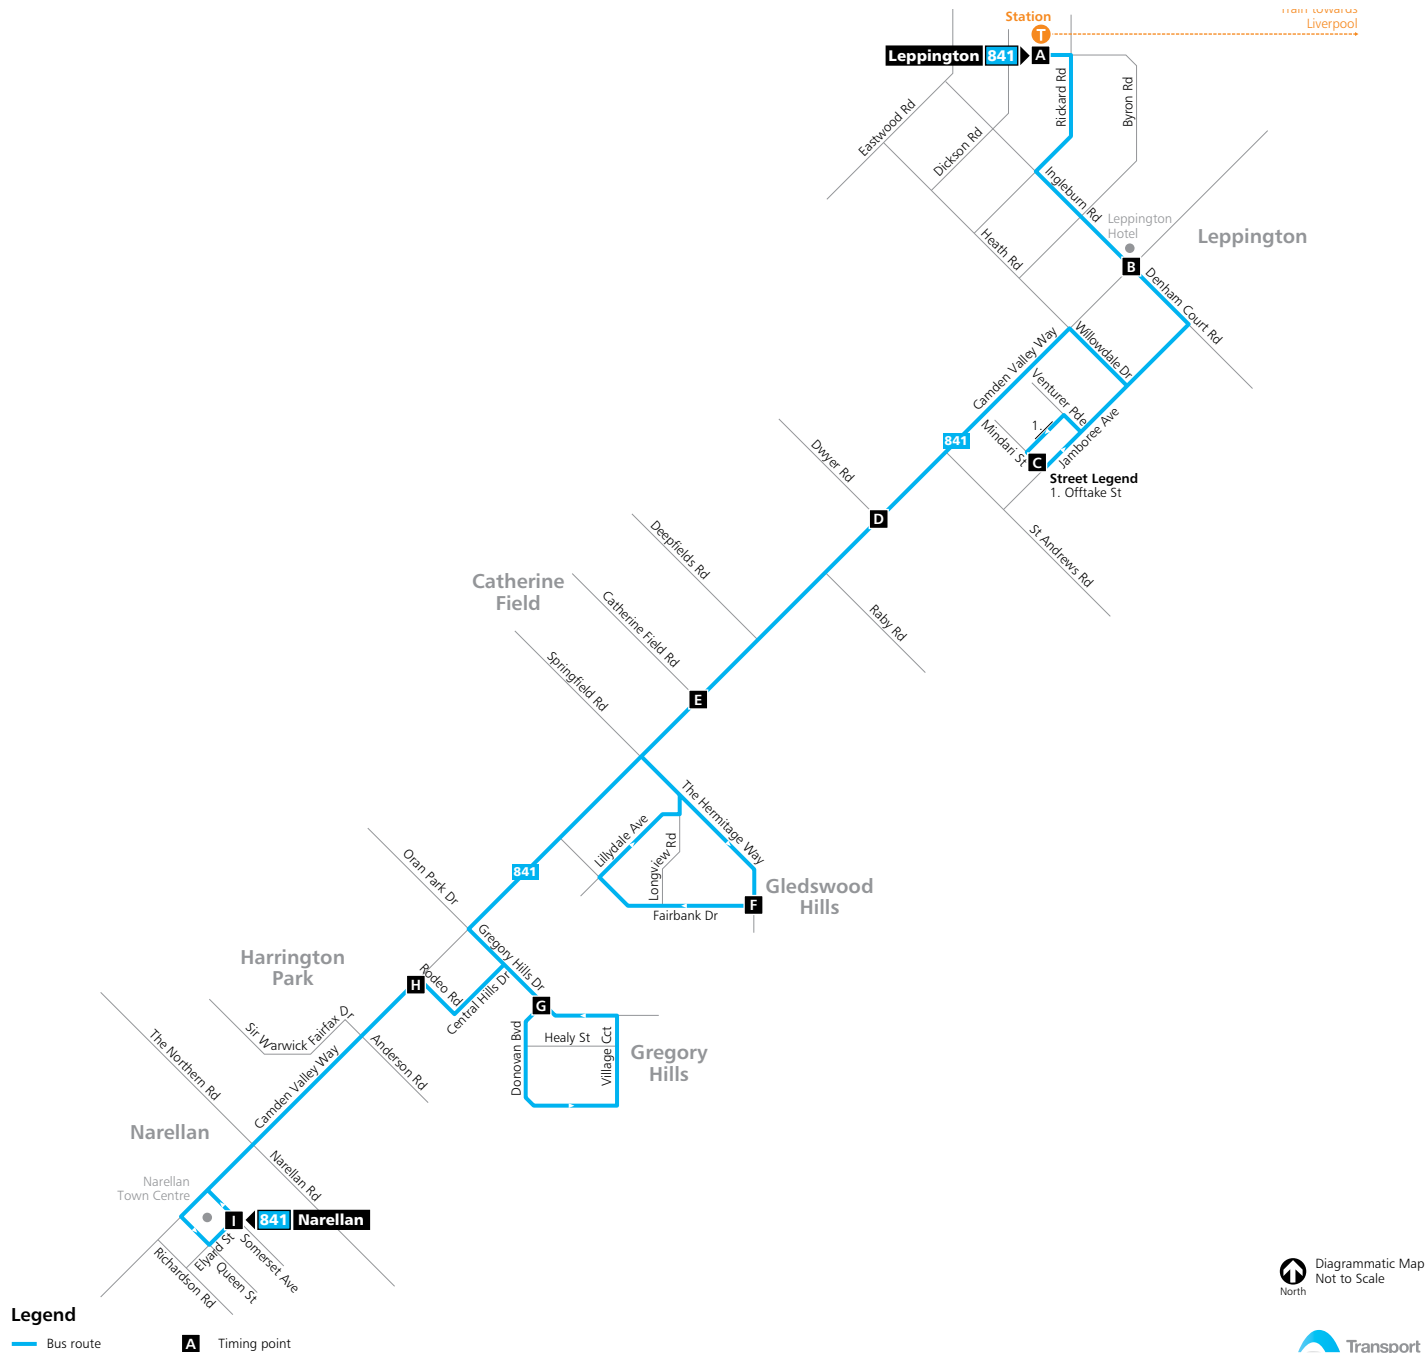 Station
Train towards
Liverpool
T
Leppington 841 A
Rickard Rd
Byron Rd
Eastwood Rd
Dickson Rd
Ingleburn Rd
Leppington
Hotel
Leppington
Heath Rd
B
Denham Court Rd
Willowdale Dr
Camden Valley Way
Venturer Pde
1.
Mindari St
Jamboree Ave
841
C
Street Legend
1. Offtake St
Dwyer Rd
D
St Andrews Rd
Deepfields Rd
Catherine
Field
Catherine Field Rd
Raby Rd
Springfield Rd
E
The Hermitage Way
Lillydale Ave
Longview Rd
Oran Park Dr
841
Gledswood
Hills
F
Fairbank Dr
Gregory Hills Dr
Harrington
Park
Rodeo Rd
H
Central Hills Dr
G
Sir Warwick Fairfax Dr
Donovan Bvd
Healy St
Village Cct
Gregory
Hills
The Northern Rd
Camden Valley Way
Anderson Rd
Narellan
Narellan Rd
Narellan
Town Centre
I 841 Narellan
Elyard St
Somerset Ave
Queen St
Richardson Rd
Diagrammatic Map
Not to Scale
North
Legend
Bus route
A Timing point
Transport